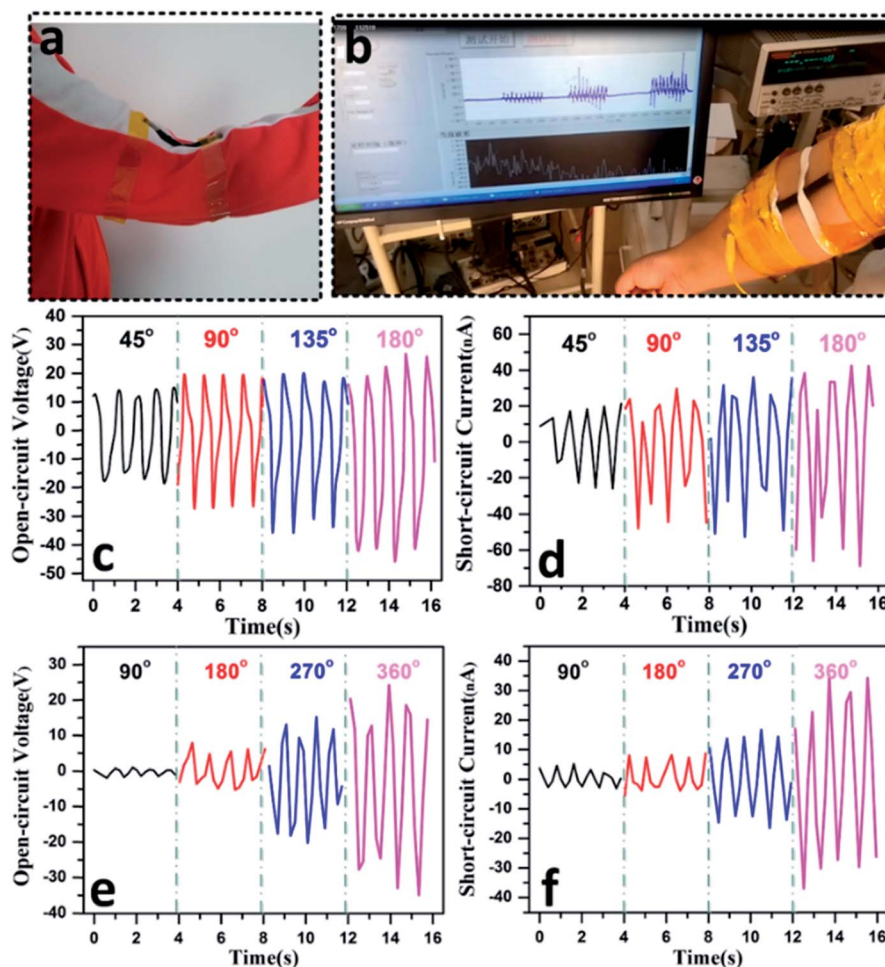 a
b
测试开始
c
Open-circuit Voltage(V)
40
30
20
10
0
-10
-20
-30
-40
-50
45°
90°
135°
180°
0 2 4 6 8 10 12 14 16
Time(s)
d
Short-circuit Current(nA)
60
40
20
0
-20
-40
-60
-80
45°
90°
135°
180°
0 2 4 6 8 10 12 14 16
Time(s)
e
Open-circuit Voltage(V)
30
20
10
0
-10
-20
-30
-40
90°
180°
270°
360°
0 2 4 6 8 10 12 14 16
Time(s)
f
Short-circuit Current(nA)
40
30
20
10
0
-10
-20
-30
-40
90°
180°
270°
360°
0 2 4 6 8 10 12 14 16
Time(s)